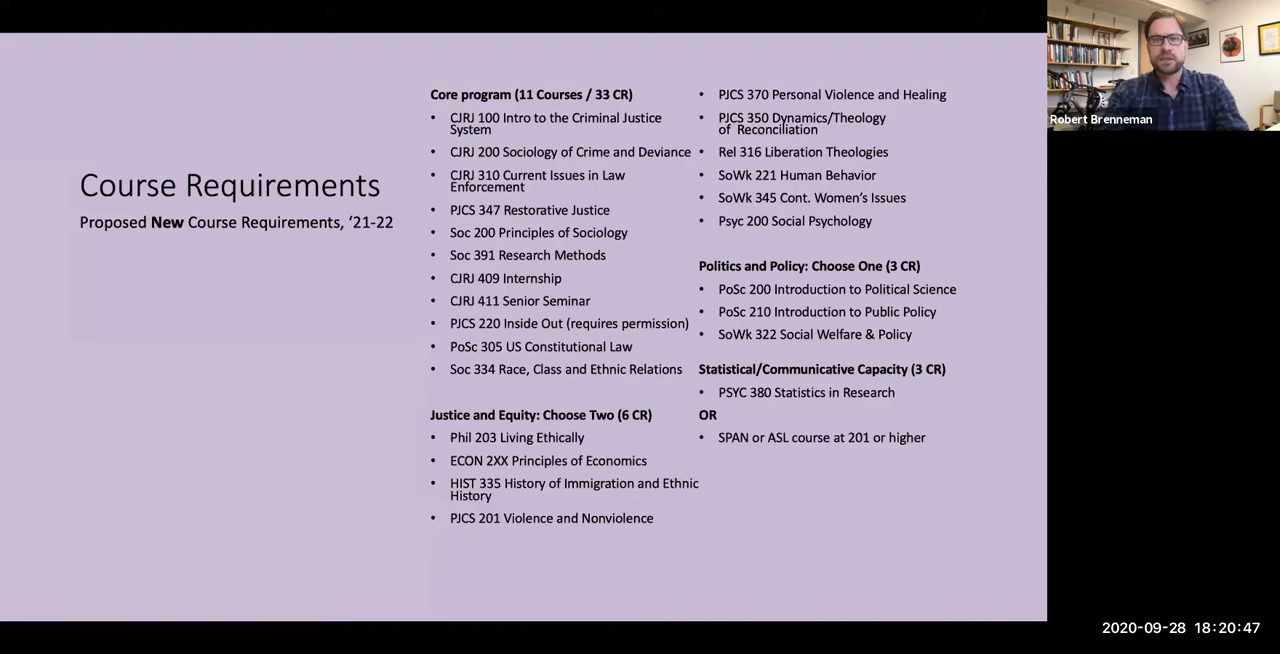 Course Requirements
Proposed New Course Requirements, ‘21-22
Core program (11 Courses / 33 CR)
• CJRJ 100 Intro to the Criminal Justice
System
• CJRJ 200 Sociology of Crime and Deviance
• CJRJ 310 Current Issues in Law
Enforcement
• PJCS 347 Restorative Justice
• Soc 200 Principles of Sociology
• Soc 391 Research Methods
• CJRJ 409 Internship
• CJRJ 411 Senior Seminar
• PJCS 220 Inside Out (requires permission)
• PoSc 305 US Constitutional Law
• Soc 334 Race, Class and Ethnic Relations
Justice and Equity: Choose Two (6 CR)
• Phil 203 Living Ethically
• ECON 2XX Principles of Economics
• HIST 335 History of Immigration and Ethnic
History
• PJCS 201 Violence and Nonviolence
• PJCS 370 Personal Violence and Healing
• PJCS 350 Dynamics/Theology
of Reconciliation
• Rel 316 Liberation Theologies
• SoWk 221 Human Behavior
• SoWk 345 Cont. Women’s Issues
• Psyc 200 Social Psychology
Politics and Policy: Choose One (3 CR)
• PoSc 200 Introduction to Political Science
• PoSc 210 Introduction to Public Policy
• SoWk 322 Social Welfare & Policy
Statistical/Communicative Capacity (3 CR)
• PSYC 380 Statistics in Research
OR
• SPAN or ASL course at 201 or higher
Robert Brenneman
2020-09-28 18:20:47